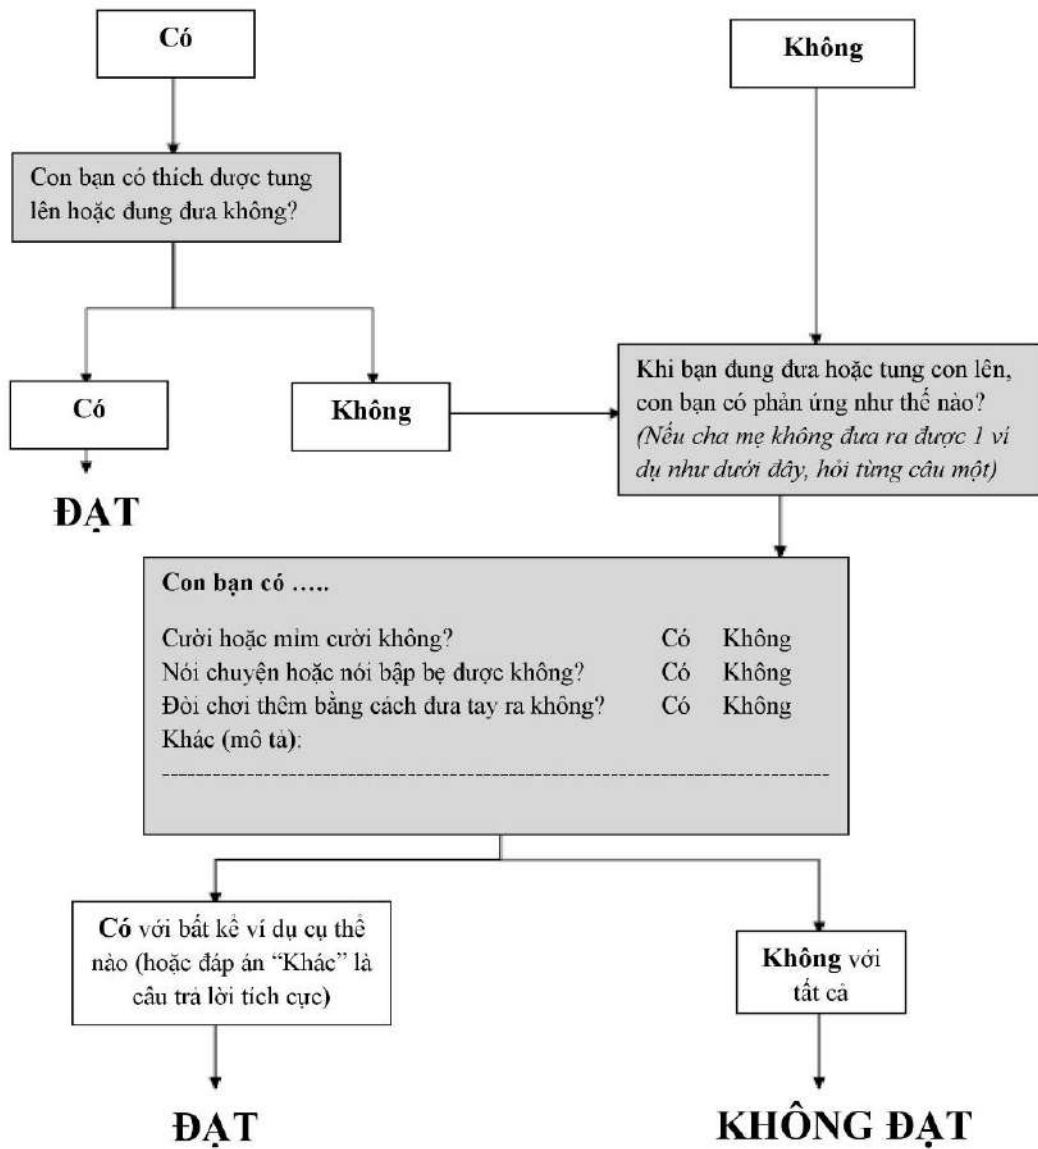 Có
Không
Con bạn có thích được tung
lên hoặc đung đưa không?
Có
Không
Khi bạn đung đưa hoặc tung con lên,
con bạn có phản ứng như thế nào?
(Nếu cha mẹ không đưa ra được 1 ví
dụ như dưới đây, hỏi từng câu một)
ĐẠT
Con bạn có …..
Cười hoặc mỉm cười không? Có Không
Nói chuyện hoặc nói bập bẹ được không? Có Không
Đòi chơi thêm bằng cách đưa tay ra không? Có Không
Khác (mô tả):
--------------------------------------------------------------------------------
Có với bất kể ví dụ cụ thể
nào (hoặc đáp án “Khác” là
câu trả lời tích cực)
Không với
tất cả
ĐẠT
KHÔNG ĐẠT